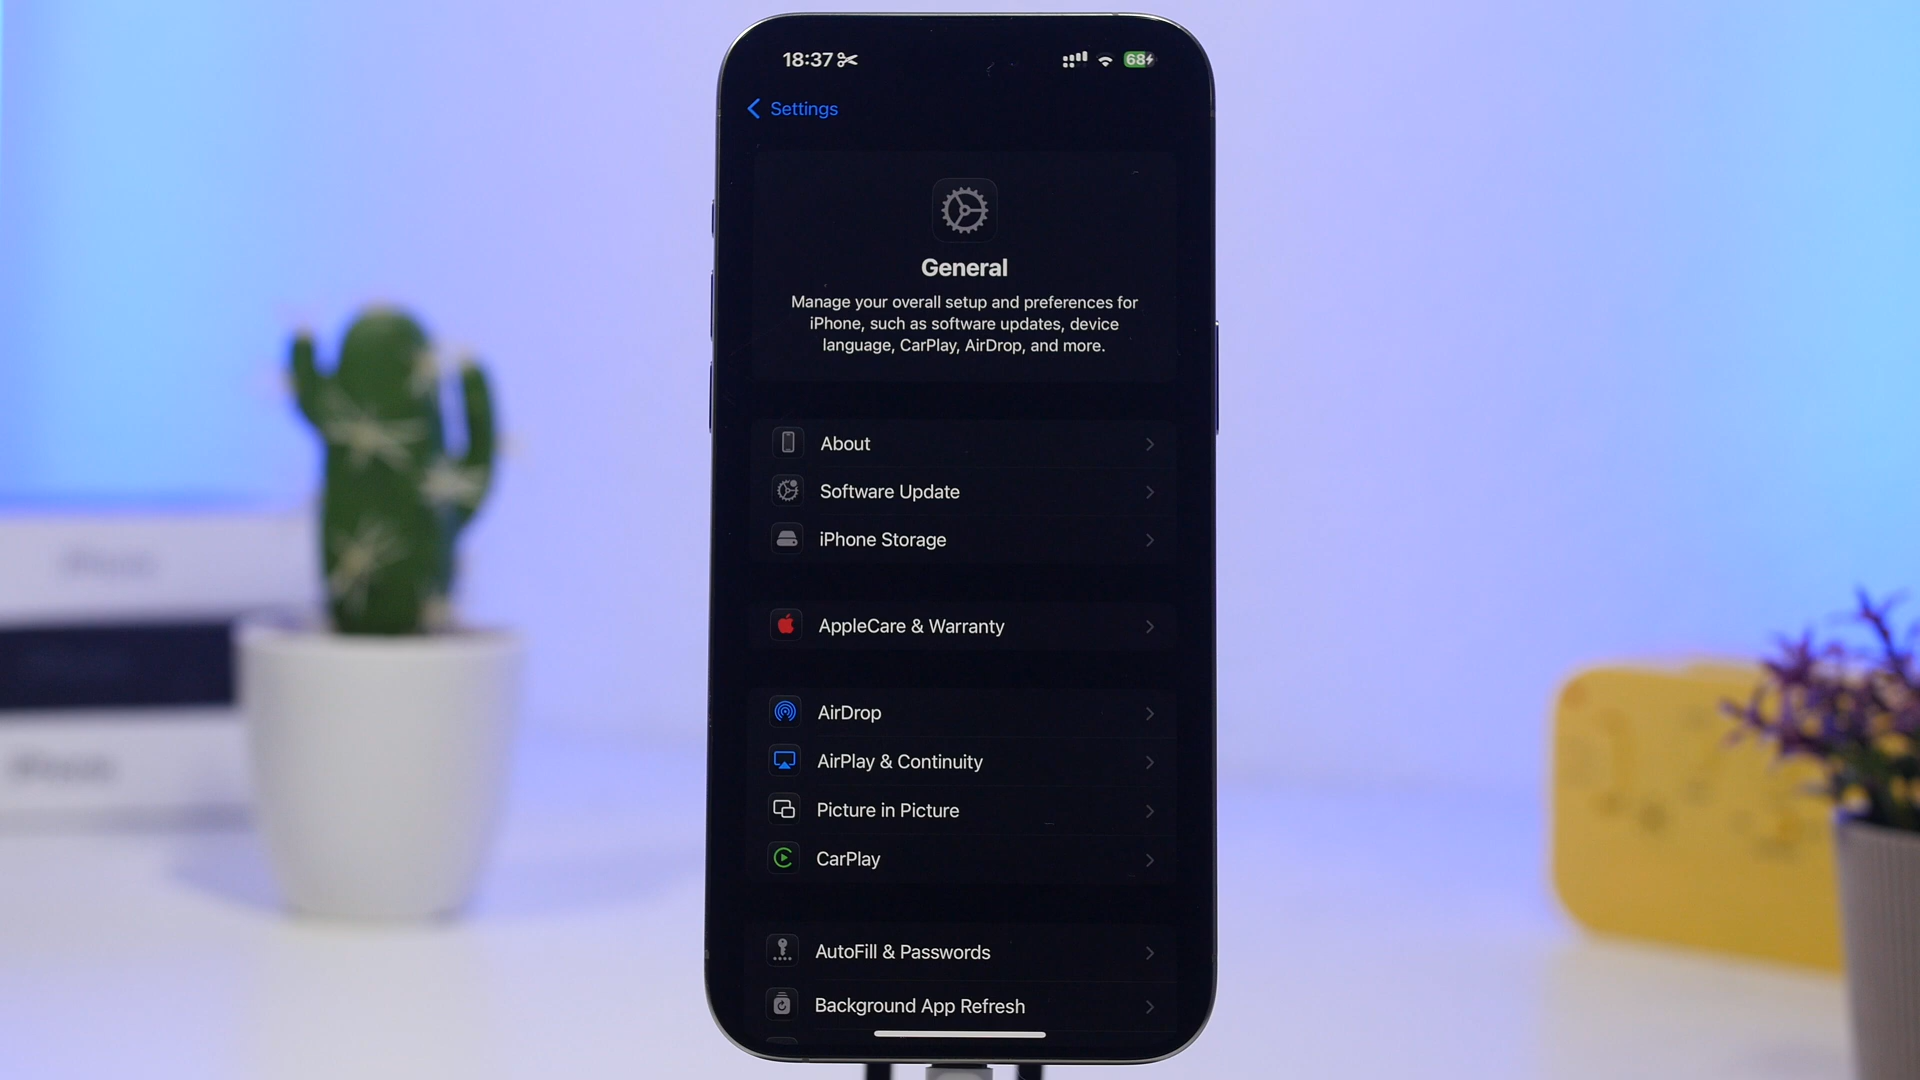 18:37
68
Settings
General
Manage your overall setup and preferences for
iPhone, such as software updates, device
language, CarPlay, AirDrop, and more.
About
Software Update
iPhone Storage
AppleCare & Warranty
AirDrop
AirPlay & Continuity
Picture in Picture
CarPlay
AutoFill & Passwords
Background App Refresh
iPhone
iPhone